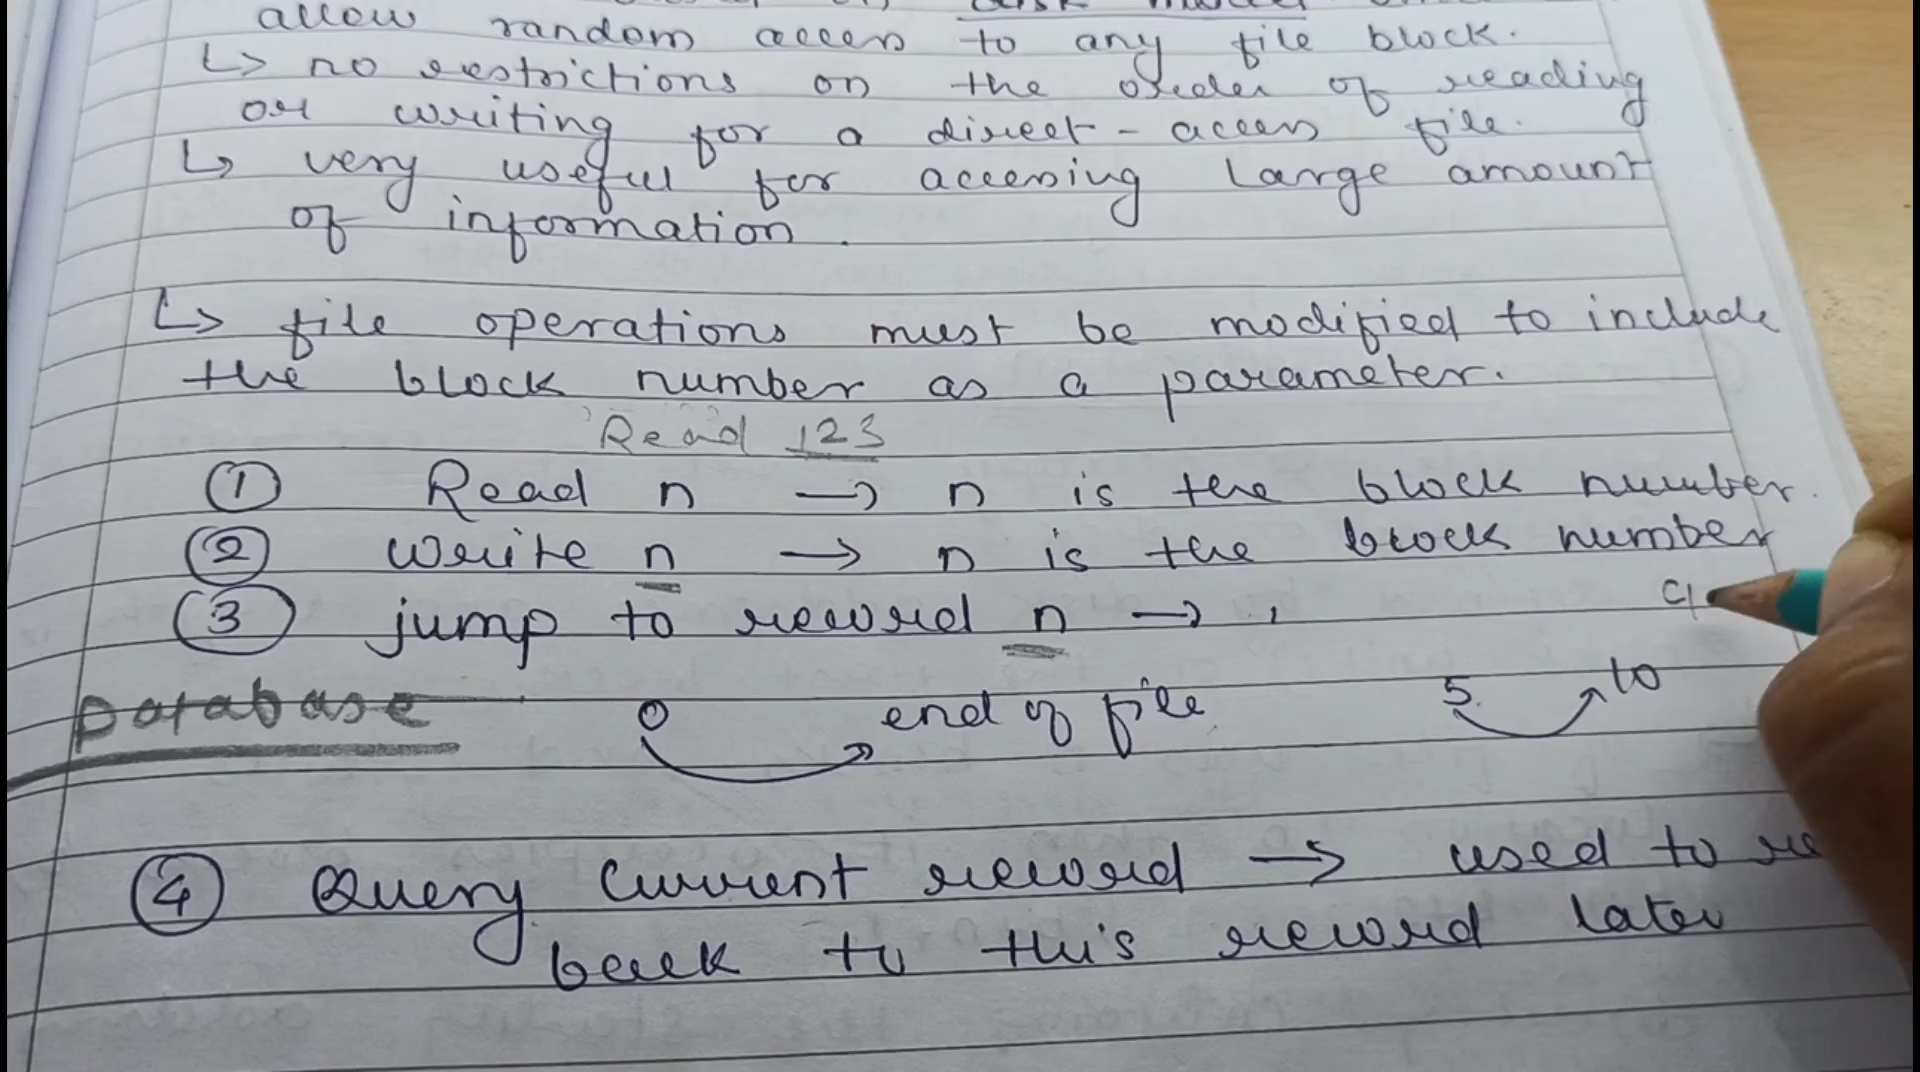 allow random access to any file block.
↳ no restrictions on the order of reading
or writing for a direct - access file.
↳ very useful for accessing large amount
of information.
↳ file operations must be modified to include
the block number as a parameter.
Read 123
① Read n → n is the block number.
② write n → n is the block number
③ jump to record n → ,
Database 0 end of file 5 10
④ Query current record → used to re
back to this record later